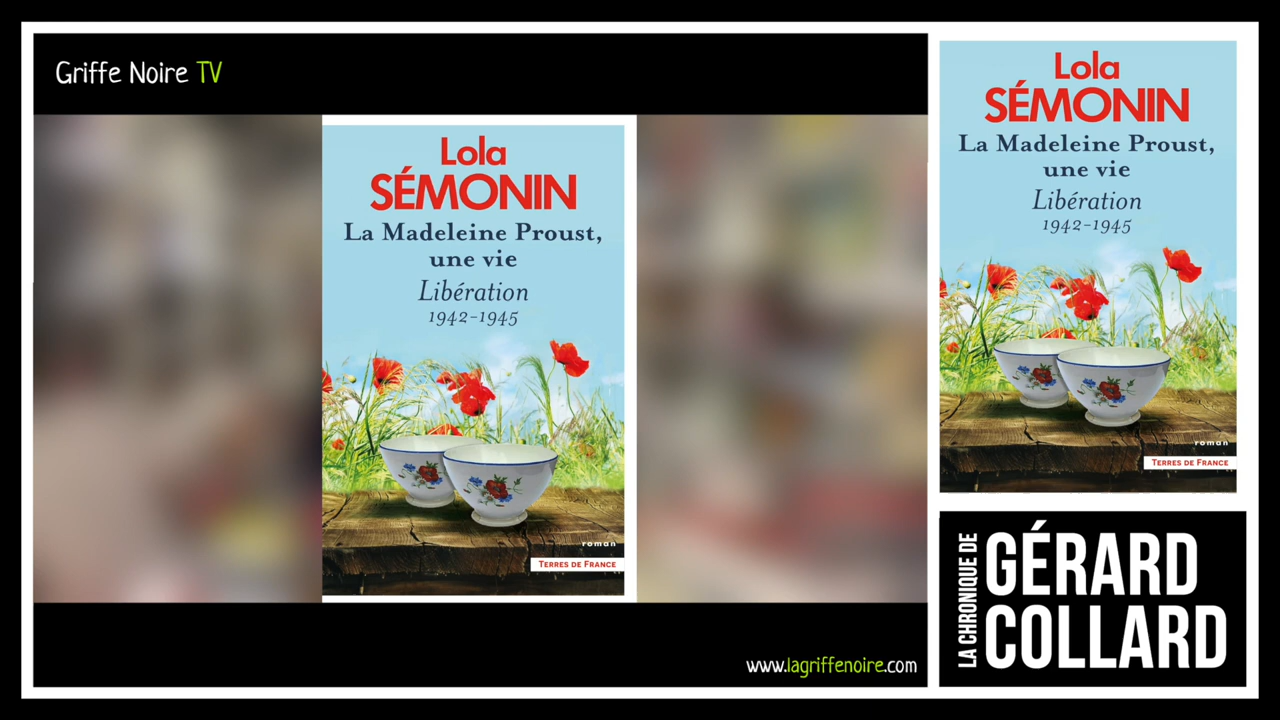 Griffe Noire TV
Lola
SÉMONIN
La Madeleine Proust,
une vie
Libération
1942-1945
roman
TERRES DE FRANCE
www.lagriffenoire.com
Lola
SÉMONIN
La Madeleine Proust,
une vie
Libération
1942-1945
roman
TERRES DE FRANCE
LA CHRONIQUE DE
GÉRARD
COLLARD